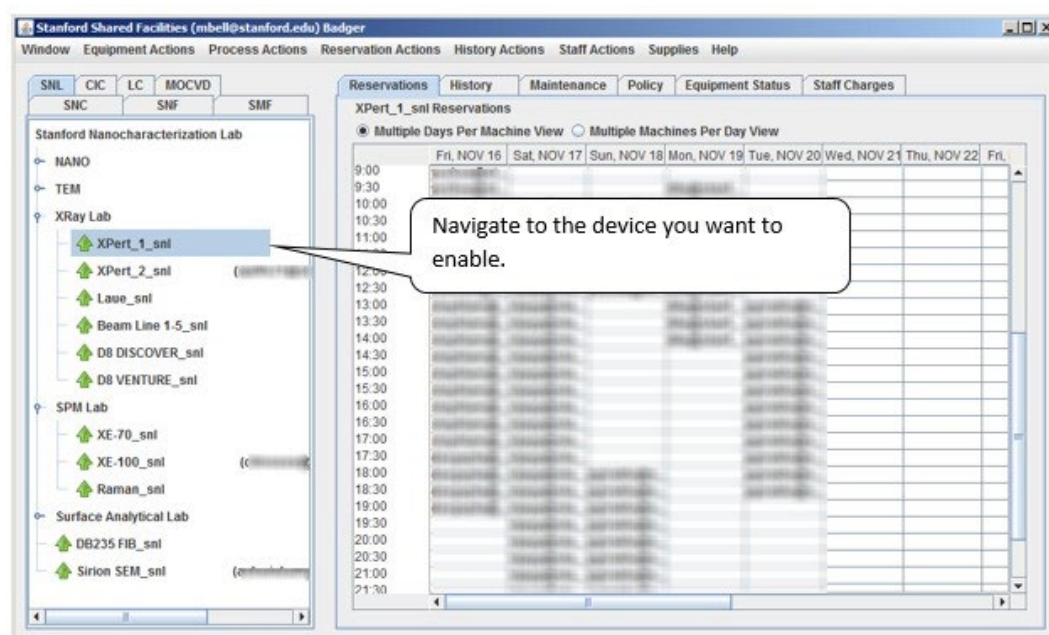 Stanford Shared Facilities (mbell@stanford.edu) Badger
Window Equipment Actions Process Actions Reservation Actions History Actions Staff Actions Supplies Help
SNL CIC LC MOCVD
SNC SNF SMF
Stanford Nanocharacterization Lab
NANO
TEM
XRay Lab
XPert_1_snl
XPert_2_snl (
Laue_snl
Beam Line 1-5_snl
D8 DISCOVER_snl
D8 VENTURE_snl
SPM Lab
XE-70_snl
XE-100_snl
Raman_snl
Surface Analytical Lab
DB235 FIB_snl
Sirion SEM_snl
Reservations History Maintenance Policy Equipment Status Staff Charges
XPert_1_snl Reservations
Multiple Days Per Machine View Multiple Machines Per Day View
Fri, NOV 16 Sat, NOV 17 Sun, NOV 18 Mon, NOV 19 Tue, NOV 20 Wed, NOV 21 Thu, NOV 22 Fri,
9:00
9:30
10:00
10:30
11:00
12:00
12:30
13:00
13:30
14:00
14:30
15:00
15:30
16:00
16:30
17:00
17:30
18:00
18:30
19:00
19:30
20:00
20:30
21:00
21:30
Navigate to the device you want to
enable.